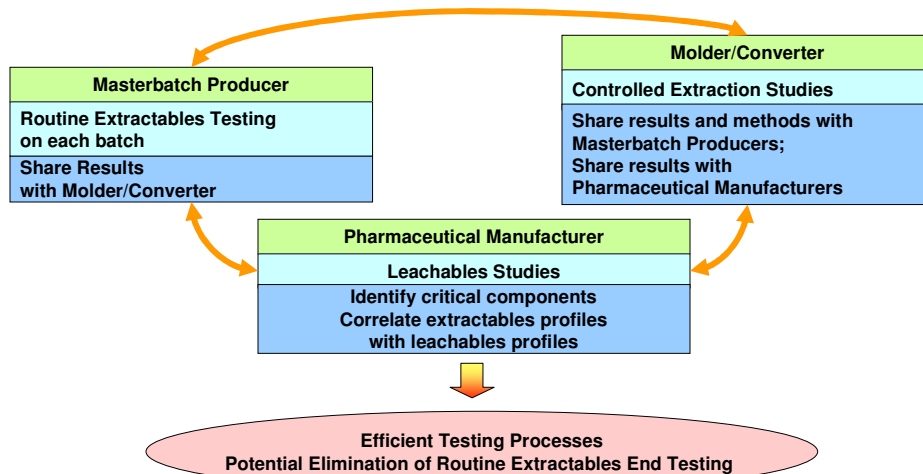 Masterbatch Producer
Routine Extractables Testing
on each batch
Share Results
with Molder/Converter
Molder/Converter
Controlled Extraction Studies
Share results and methods with
Masterbatch Producers;
Share results with
Pharmaceutical Manufacturers
Pharmaceutical Manufacturer
Leachables Studies
Identify critical components
Correlate extractables profiles
with leachables profiles
Efficient Testing Processes
Potential Elimination of Routine Extractables End Testing